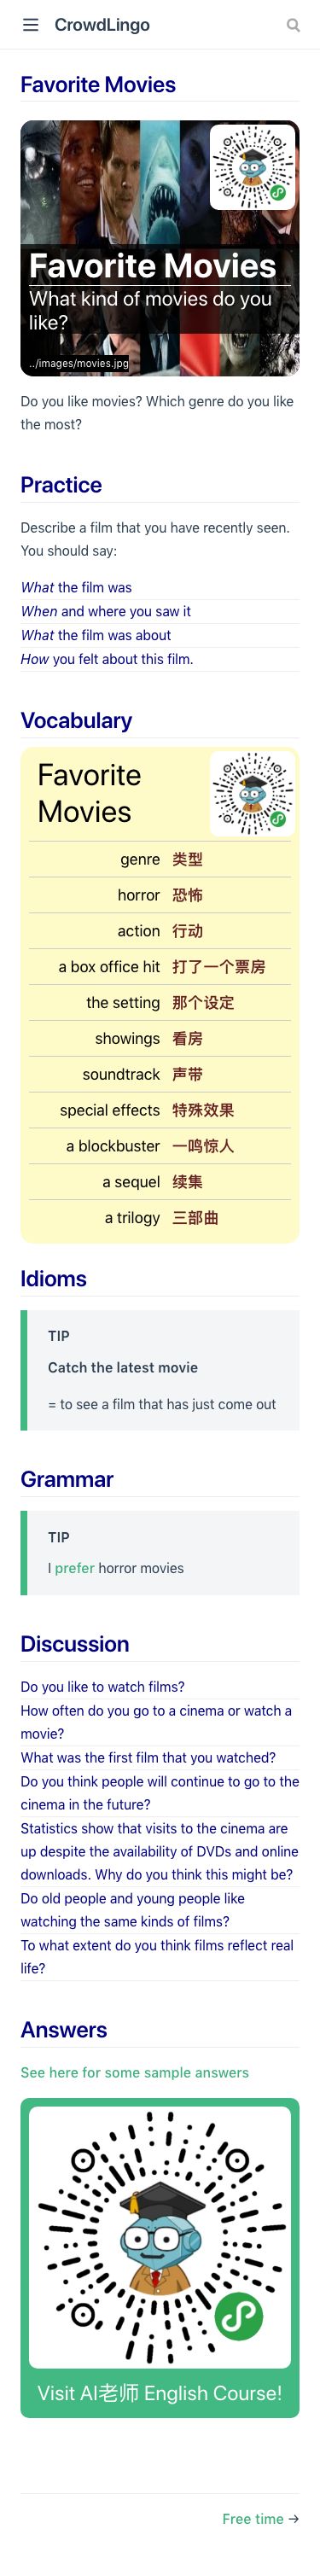 CrowdLingo
Favorite Movies
Favorite Movies
What kind of movies do you
like?
../images/movies.jpg
Do you like movies? Which genre do you like
the most?
Practice
Describe a film that you have recently seen.
You should say:
What the film was
When and where you saw it
What the film was about
How you felt about this film.
Vocabulary
Favorite
Movies
genre 类型
horror 恐怖
action 行动
a box office hit 打了一个票房
the setting 那个设定
showings 看房
soundtrack 声带
special effects 特殊效果
a blockbuster 一鸣惊人
a sequel 续集
a trilogy 三部曲
Idioms
TIP
Catch the latest movie
= to see a film that has just come out
Grammar
TIP
I prefer horror movies
Discussion
Do you like to watch films?
How often do you go to a cinema or watch a
movie?
What was the first film that you watched?
Do you think people will continue to go to the
cinema in the future?
Statistics show that visits to the cinema are
up despite the availability of DVDs and online
downloads. Why do you think this might be?
Do old people and young people like
watching the same kinds of films?
To what extent do you think films reflect real
life?
Answers
See here for some sample answers
Visit AI老师 English Course!
Free time →